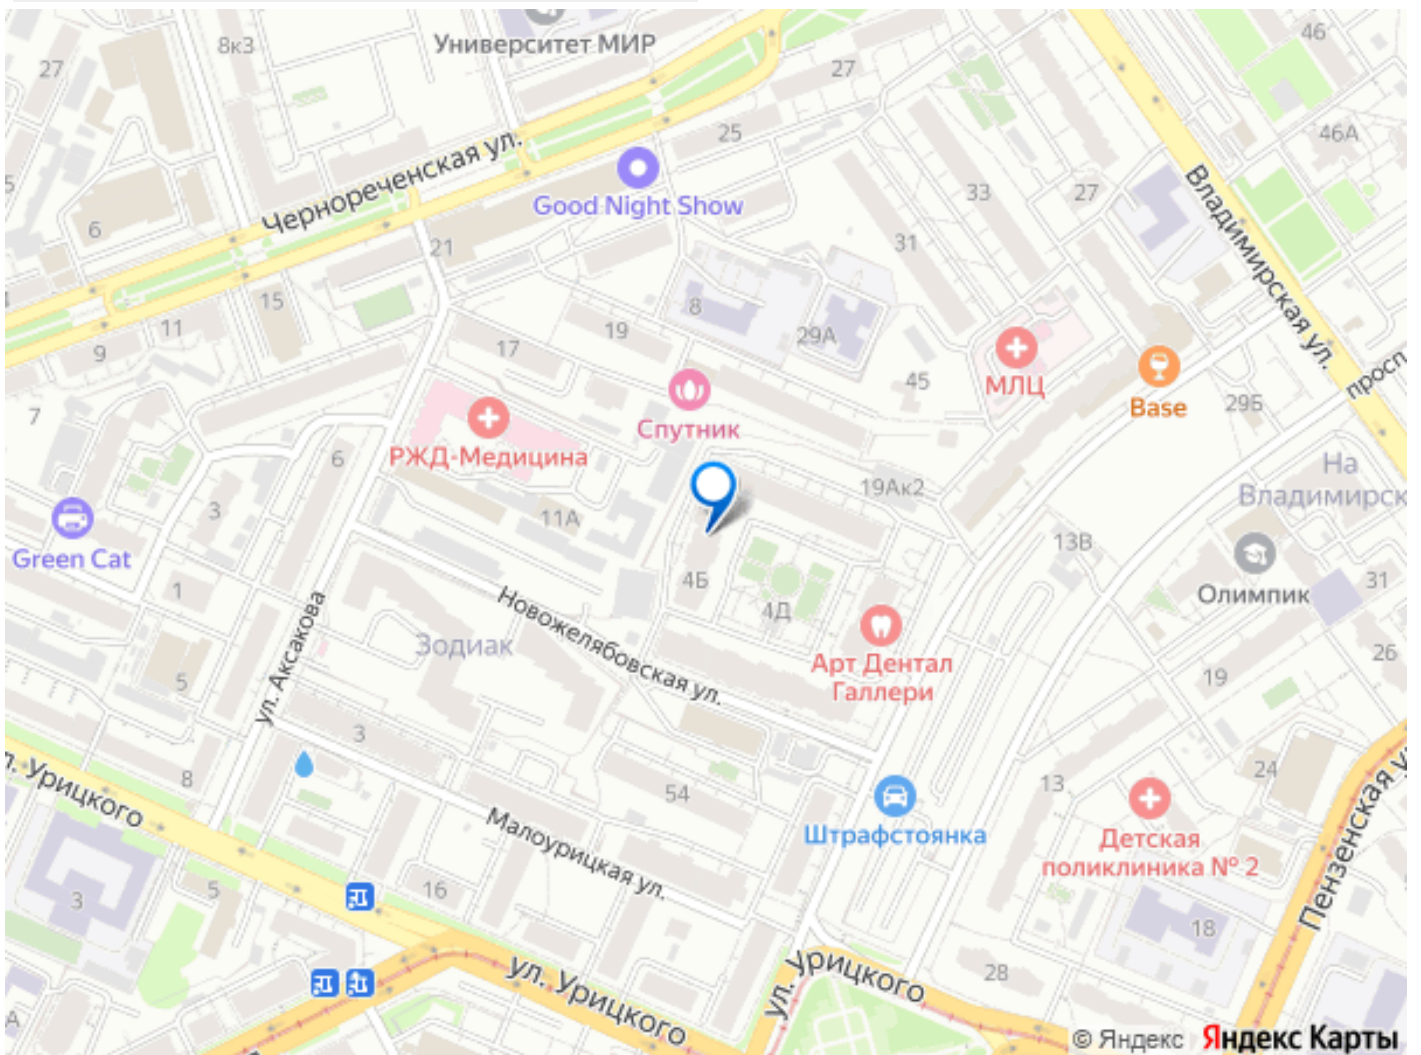 46
Университет МИР
8к3
27
27
46А
25
Чернореченская ул.
Владимирская ул.
33
27
Good Night Show
6
31
21
15
8
11
19
29А
17
9
МЛЦ
просп.
45
Base
29Б
7
Спутник
РЖД-Медицина
6
На
Владимирск
19Ак2
3
11А
Green Cat
13В
1
4Б
Олимпик
31
Новожелябовская ул.
4Д
ул. Аксакова
Зодиак
Арт Дентал
Галлери
26
5
19
3
8
л. Урицкого
54
24
13
Штрафстоянка
Детская
поликлиника № 2
Малоурицкая ул.
16
5
3
Пензенская у
18
ул. Урицкого
ул. Урицкого
28
А
© Яндекс Яндекс Карты